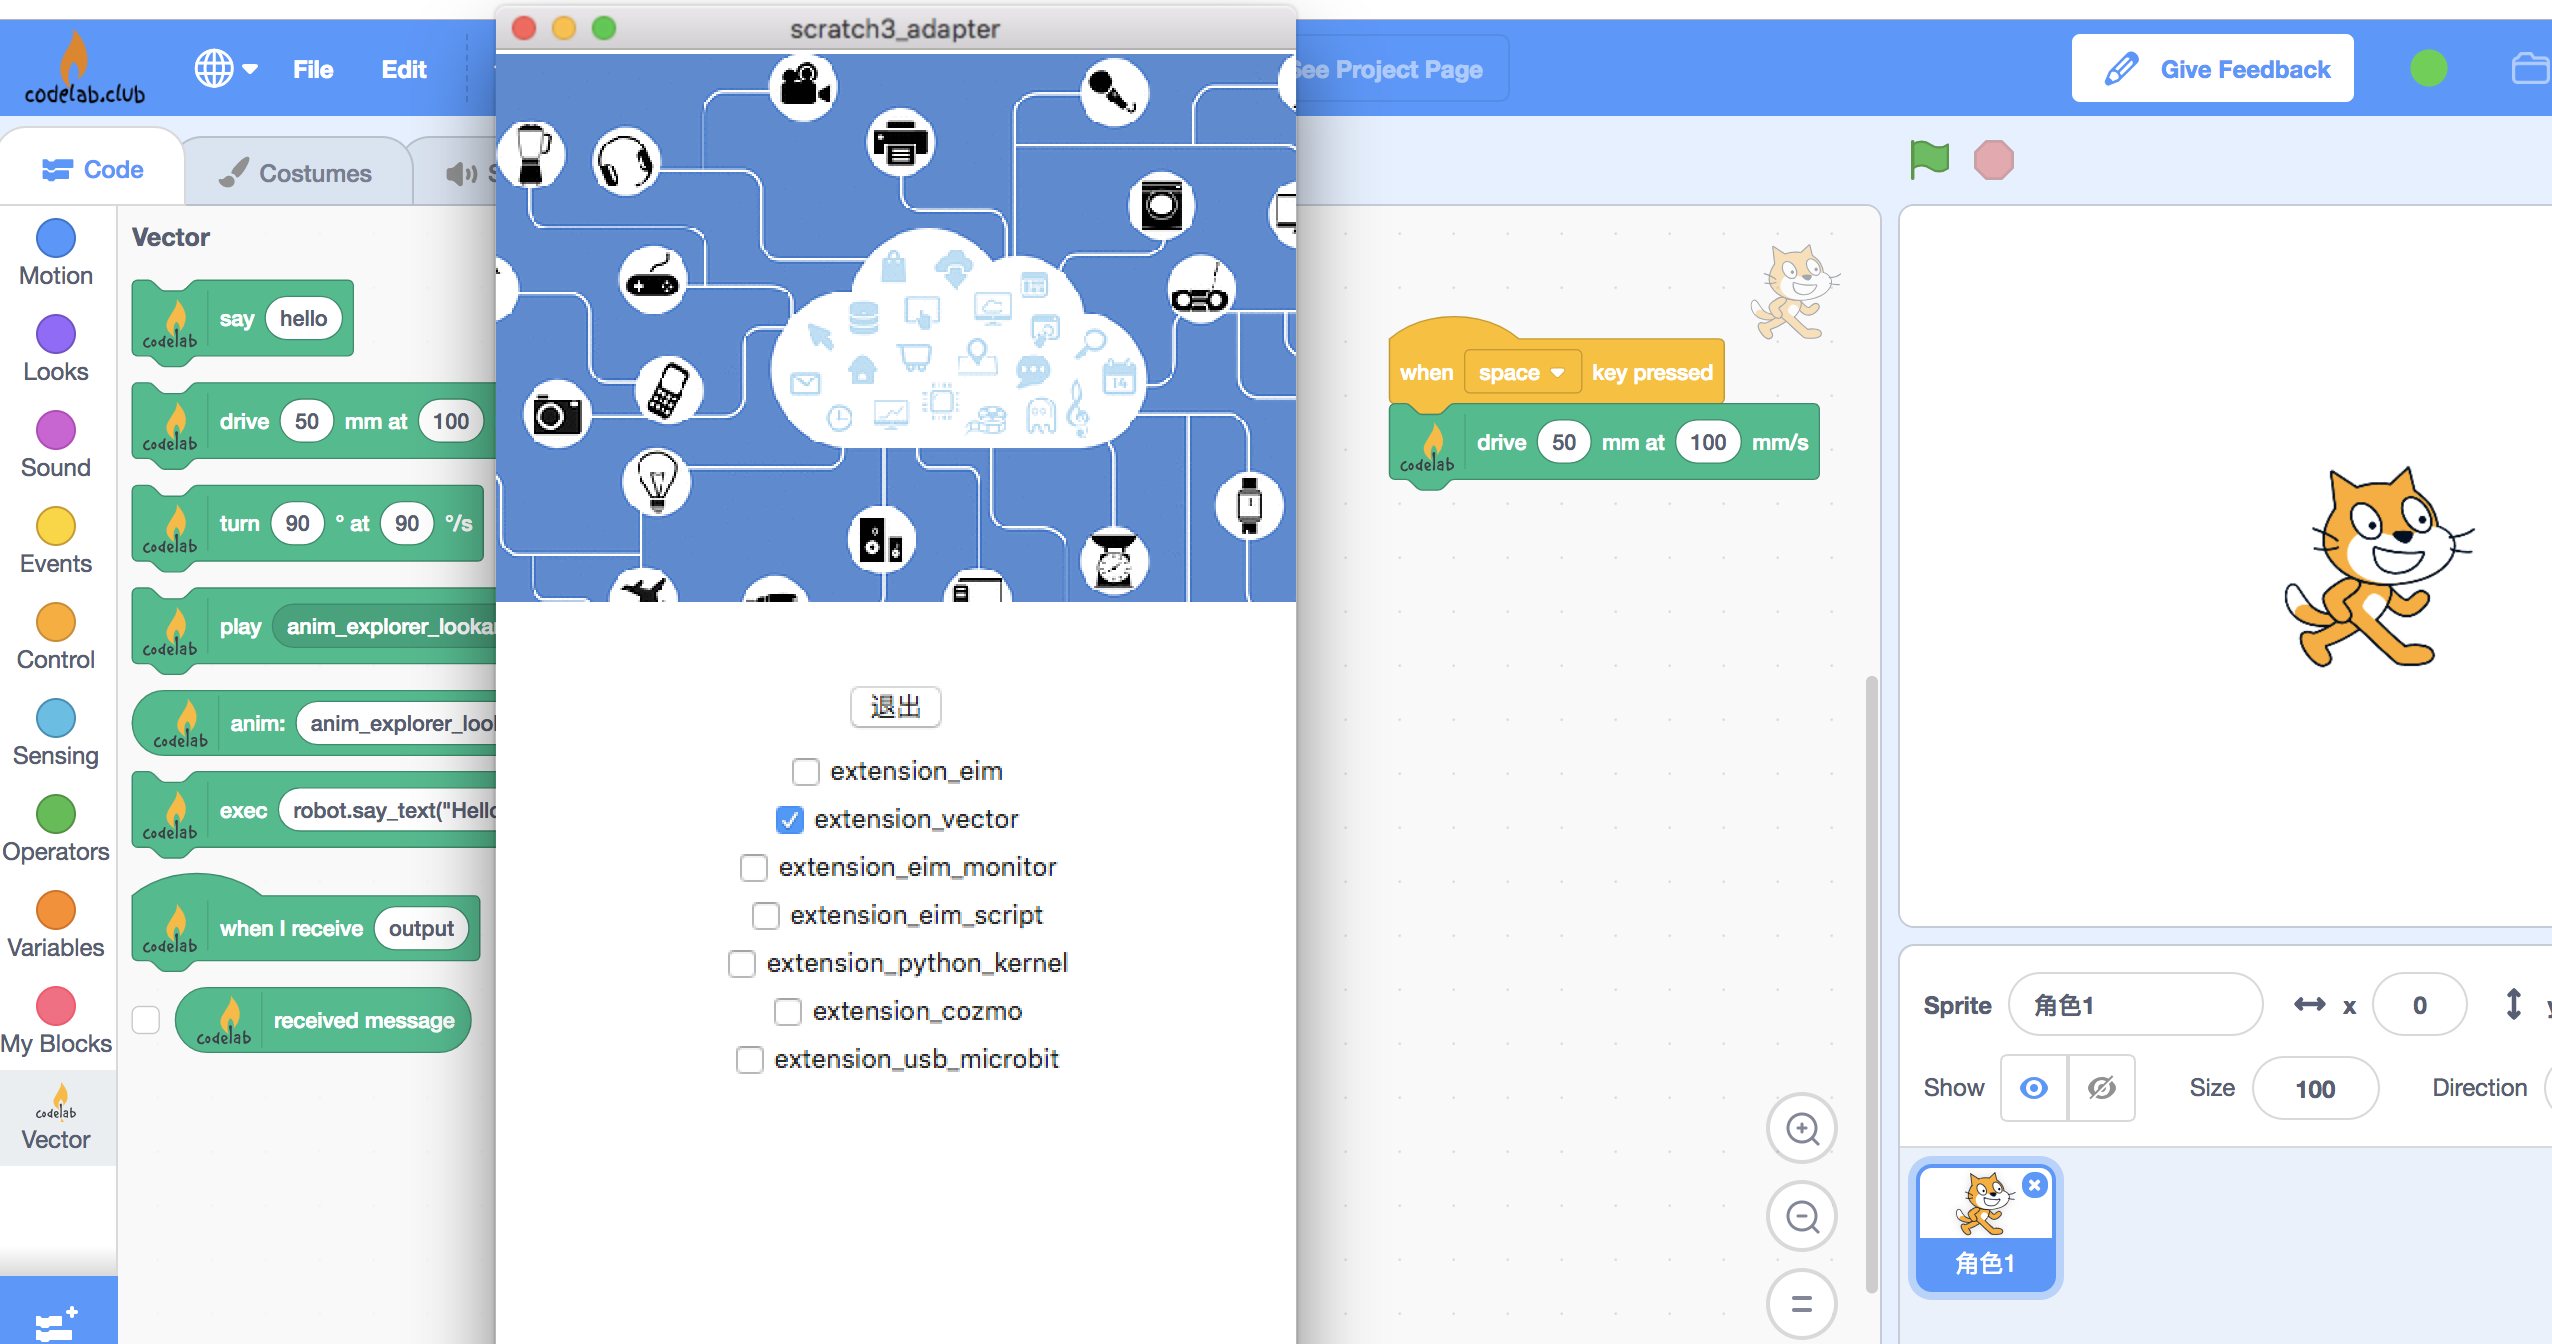 scratch3_adapter
codelab.club
File
Edit
See Project Page
Give Feedback
Code
Costumes
Motion
Looks
Sound
Events
Control
Sensing
Operators
Variables
My Blocks
codelab
Vector
Vector
codelab say hello
codelab drive 50 mm at 100
codelab turn 90 ° at 90 °/s
codelab play anim_explorer_looka
codelab anim: anim_explorer_loo
codelab exec robot.say_text("Hello
codelab when I receive output
codelab received message
14
退出
extension_eim
extension_vector
extension_eim_monitor
extension_eim_script
extension_python_kernel
extension_cozmo
extension_usb_microbit
when space key pressed
codelab drive 50 mm at 100 mm/s
Sprite 角色1 x 0 y
Show Size 100 Direction
角色1